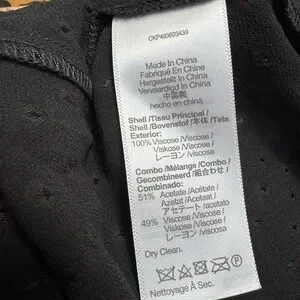 CKP493603439
Made In China
Fabriqué En Chine
Hergestellt In China
Vervaardigd In China
中国製
hecho en china
Shell /Tissu Principal /
Shell /Bovenstof /本体 /Tela
Exterior:
100% Viscose /Viscose /
Viskose /Viscose /
レーヨン /Viscosa
Combo /Mélange /Combo /
Gecombineerd /組合わせ /
Combinado:
51% Acetate /Acétate /
Azetat /Acetaat /
アセテート /acetato
49% Viscose /Viscose /
Viskose /Viscose /
レーヨン /Viscosa
Dry Clean.
P
Nettoyage À Sec.